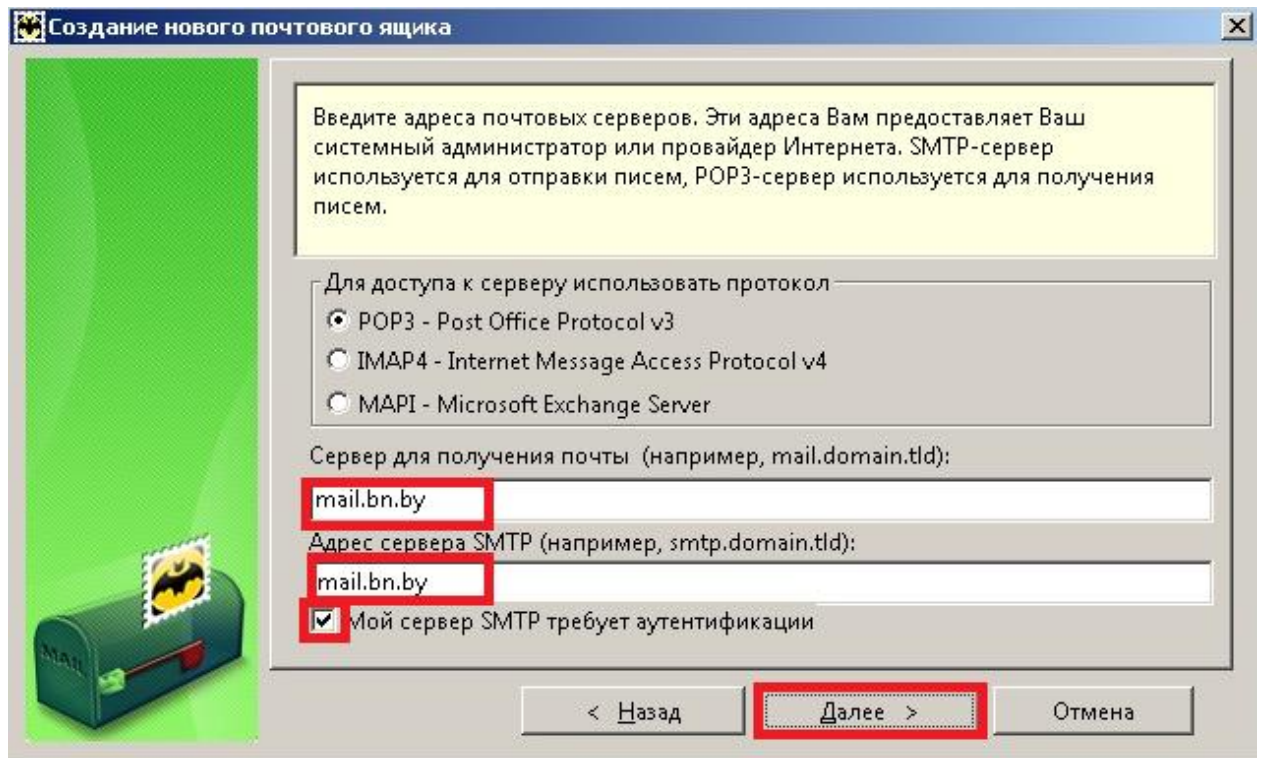 Создание нового почтового ящика
Введите адреса почтовых серверов. Эти адреса Вам предоставляет Ваш
системный администратор или провайдер Интернета. SMTP-сервер
используется для отправки писем, POP3-сервер используется для получения
писем.
Для доступа к серверу использовать протокол
POP3 - Post Office Protocol v3
IMAP4 - Internet Message Access Protocol v4
MAPI - Microsoft Exchange Server
Сервер для получения почты (например, mail.domain.tld):
mail.bn.by
Адрес сервера SMTP (например, smtp.domain.tld):
mail.bn.by
Мой сервер SMTP требует аутентификации
MAIL
< Назад Далее > Отмена